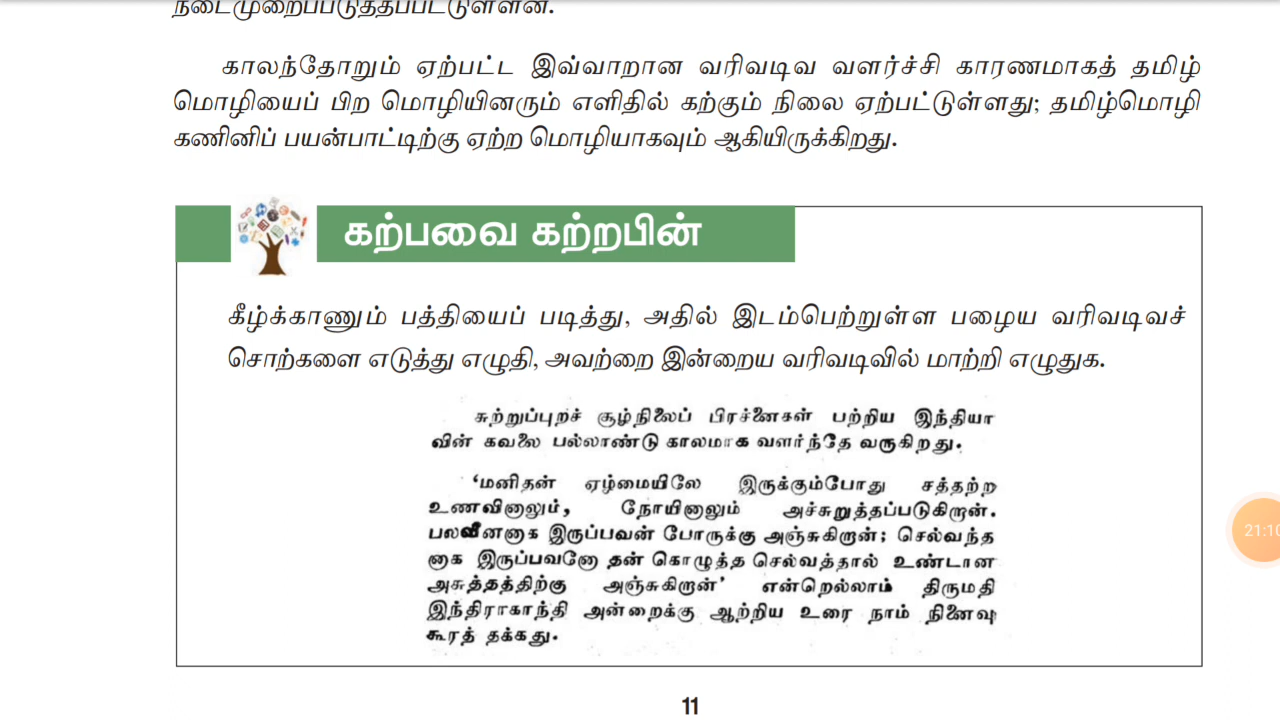 நடைமுறைப்படுத்தப்பட்டுள்ளன.
காலந்தோறும் ஏற்பட்ட இவ்வாறான வரிவடிவ வளர்ச்சி காரணமாகத் தமிழ்
மொழியைப் பிற மொழியினரும் எளிதில் கற்கும் நிலை ஏற்பட்டுள்ளது; தமிழ்மொழி
கணினிப் பயன்பாட்டிற்கு ஏற்ற மொழியாகவும் ஆகியிருக்கிறது.
கற்பவை கற்றபின்
கீழ்க்காணும் பத்தியைப் படித்து, அதில் இடம்பெற்றுள்ள பழைய வரிவடிவச்
சொற்களை எடுத்து எழுதி, அவற்றை இன்றைய வரிவடிவில் மாற்றி எழுதுக.
சுற்றுப்புறச் சூழ்நிலைப் பிரச்னைகள் பற்றிய இந்தியா
வின் கவலை பல்லாண்டு காலமாக வளர்ந்தே வருகிறது.
‘மனிதன் ஏழ்மையிலே இருக்கும்போது சத்தற்ற
உணவினாலும், நோயினாலும் அச்சுறுத்தப்படுகிறான்.
பலவீனனாக இருப்பவன் போருக்கு அஞ்சுகிறான்; செல்வந்த
னாக இருப்பவனோ தன் கொழுத்த செல்வத்தால் உண்டான
அசுத்தத்திற்கு அஞ்சுகிறான்’ என்றெல்லாம் திருமதி
இந்திராகாந்தி அன்றைக்கு ஆற்றிய உரை நாம் நினைவு
கூரத் தக்கது.
21:10
11